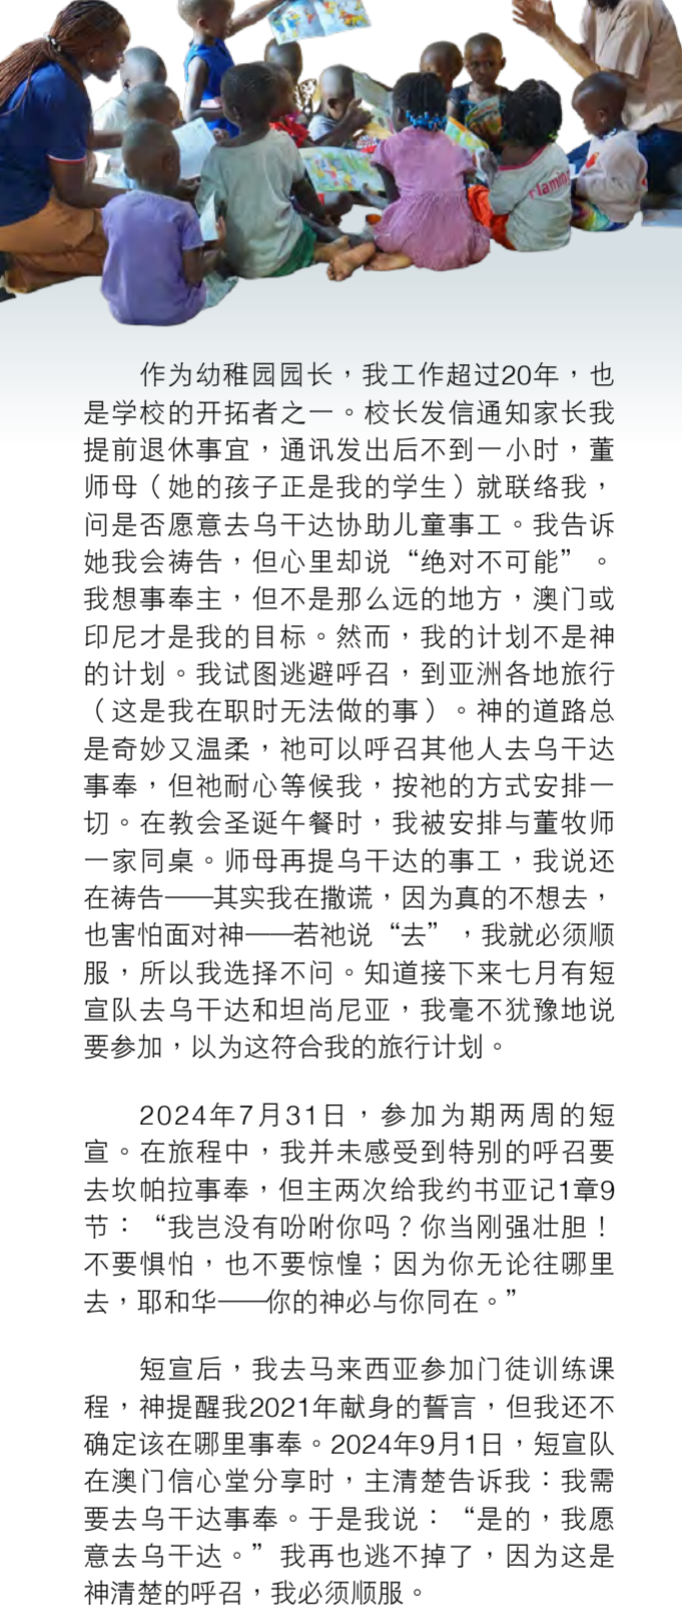 rlamin
作为幼稚园园长，我工作超过20年，也
是学校的开拓者之一。校长发信通知家长我
提前退休事宜，通讯发出后不到一小时，董
师母（她的孩子正是我的学生）就联络我，
问是否愿意去乌干达协助儿童事工。我告诉
她我会祷告，但心里却说“绝对不可能”。
我想事奉主，但不是那么远的地方，澳门或
印尼才是我的目标。然而，我的计划不是神
的计划。我试图逃避呼召，到亚洲各地旅行
（这是我在职时无法做的事）。神的道路总
是奇妙又温柔，祂可以呼召其他人去乌干达
事奉，但祂耐心等候我，按祂的方式安排一
切。在教会圣诞午餐时，我被安排与董牧师
一家同桌。师母再提乌干达的事工，我说还
在祷告——其实我在撒谎，因为真的不想去，
也害怕面对神——若祂说“去”，我就必须顺
服，所以我选择不问。知道接下来七月有短
宣队去乌干达和坦尚尼亚，我毫不犹豫地说
要参加，以为这符合我的旅行计划。
2024年7月31日，参加为期两周的短
宣。在旅程中，我并未感受到特别的呼召要
去坎帕拉事奉，但主两次给我约书亚记1章9
节：“我岂没有吩咐你吗？你当刚强壮胆！
不要惧怕，也不要惊惶；因为你无论往哪里
去，耶和华——你的神必与你同在。”
短宣后，我去马来西亚参加门徒训练课
程，神提醒我2021年献身的誓言，但我还不
确定该在哪里事奉。2024年9月1日，短宣队
在澳门信心堂分享时，主清楚告诉我：我需
要去乌干达事奉。于是我说：“是的，我愿
意去乌干达。”我再也逃不掉了，因为这是
神清楚的呼召，我必须顺服。